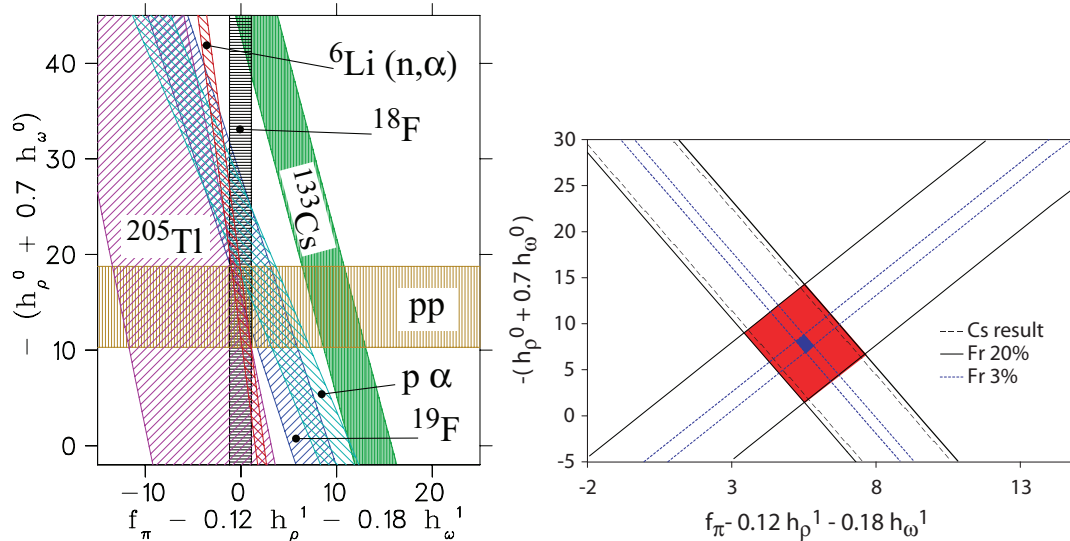 − (h_ρ^0 + 0.7 h_ω^0)
40
30
20
10
0
−10
0
10
20
f_π − 0.12 h_ρ^1 − 0.18 h_ω^1
^6Li (n,α)
^18F
^133Cs
^205Tl
pp
p α
^19F
-(h_ρ^0 + 0.7 h_ω^0)
30
25
20
15
10
5
0
-5
-2
3
8
13
f_π - 0.12 h_ρ^1 - 0.18 h_ω^1
Cs result
Fr 20%
Fr 3%